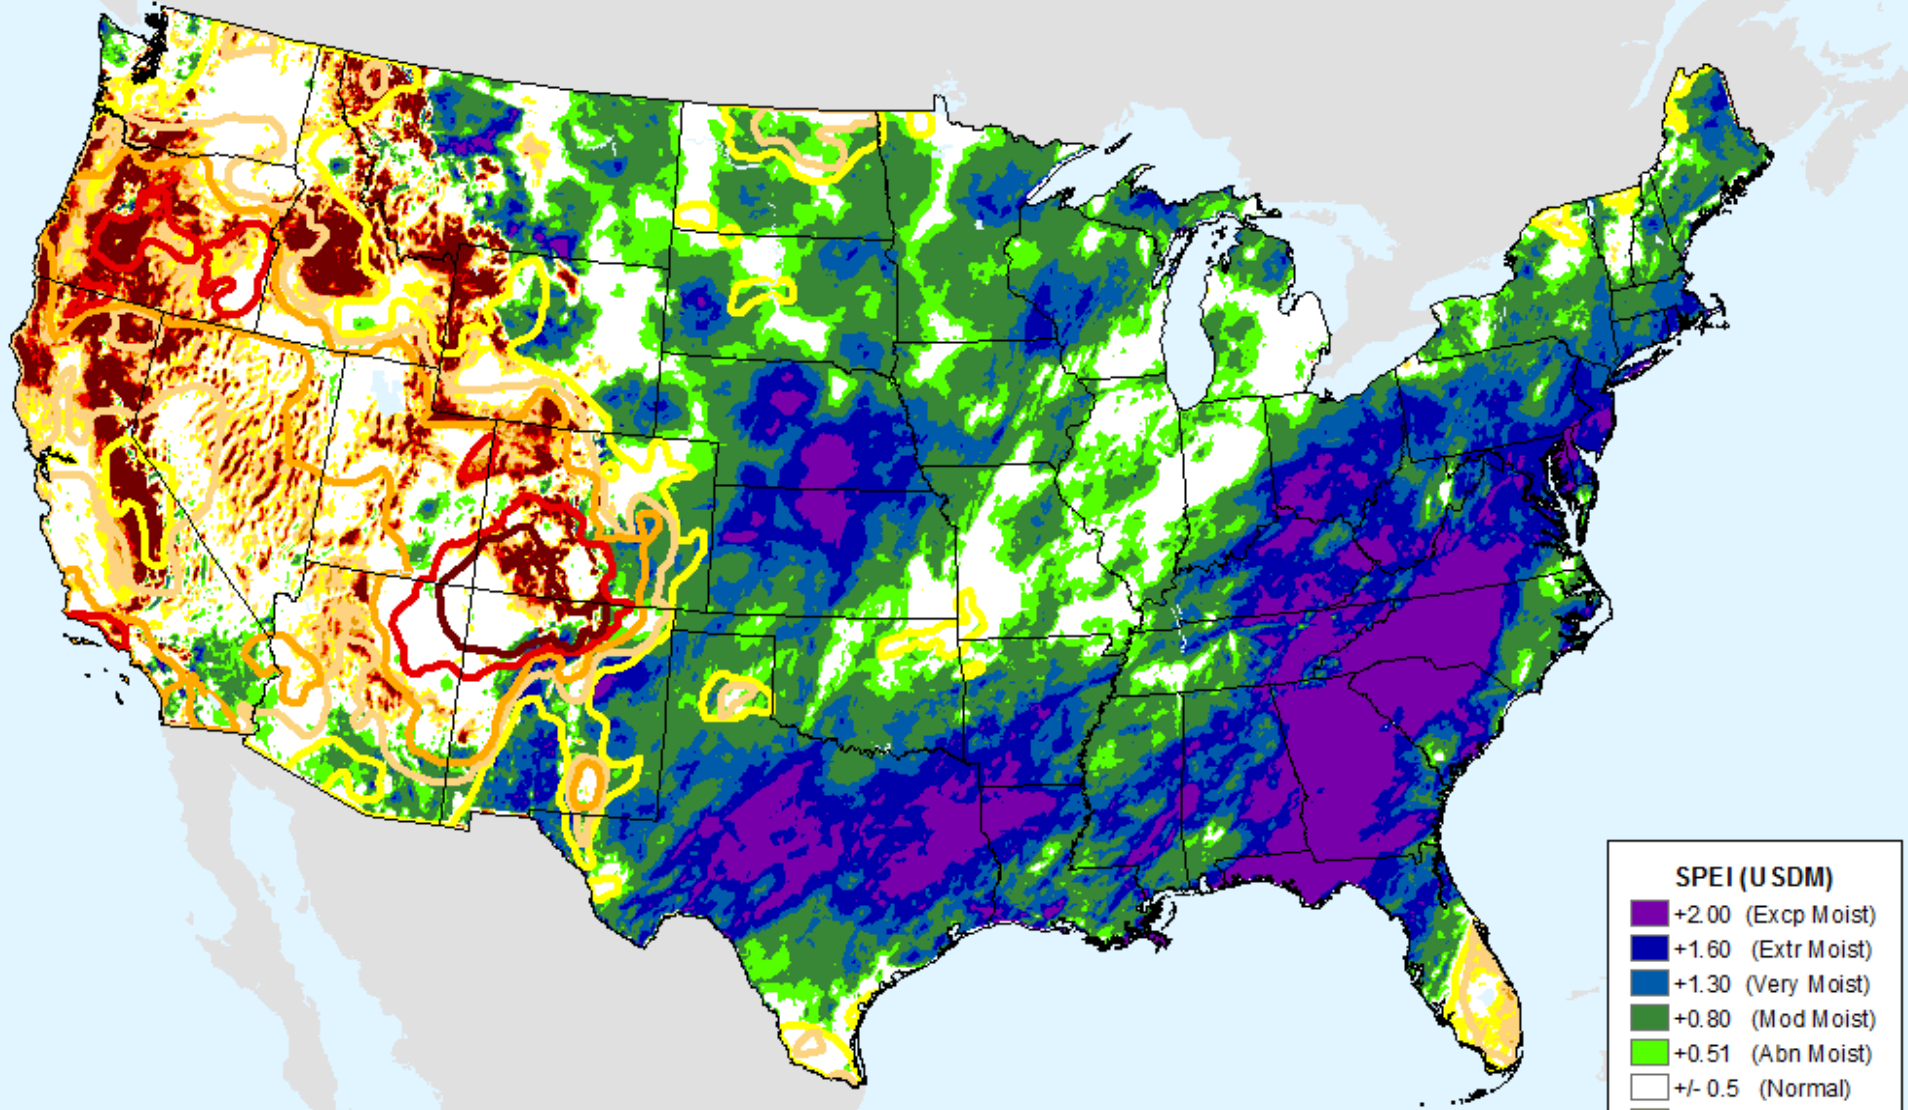 SPEI (USDM)
+2.00 (Excp Moist)
+1.60 (Extr Moist)
+1.30 (Very Moist)
+0.80 (Mod Moist)
+0.51 (Abn Moist)
+/- 0.5 (Normal)